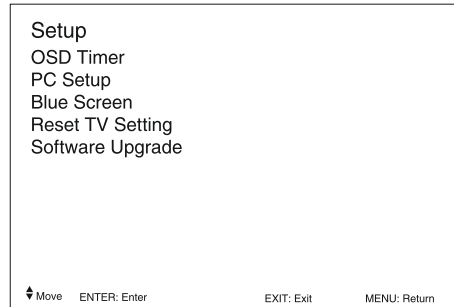 Setup
OSD Timer
PC Setup
Blue Screen
Reset TV Setting
Software Upgrade
Move ENTER: Enter EXIT: Exit MENU: Return